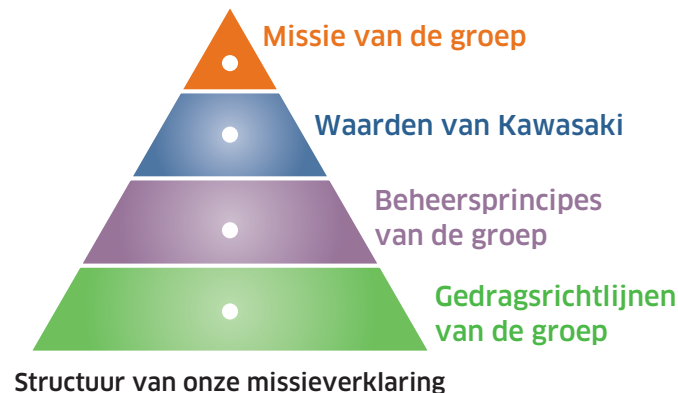 Missie van de groep
Waarden van Kawasaki
Beheersprincipes
van de groep
Gedragsrichtlijnen
van de groep
Structuur van onze missieverklaring